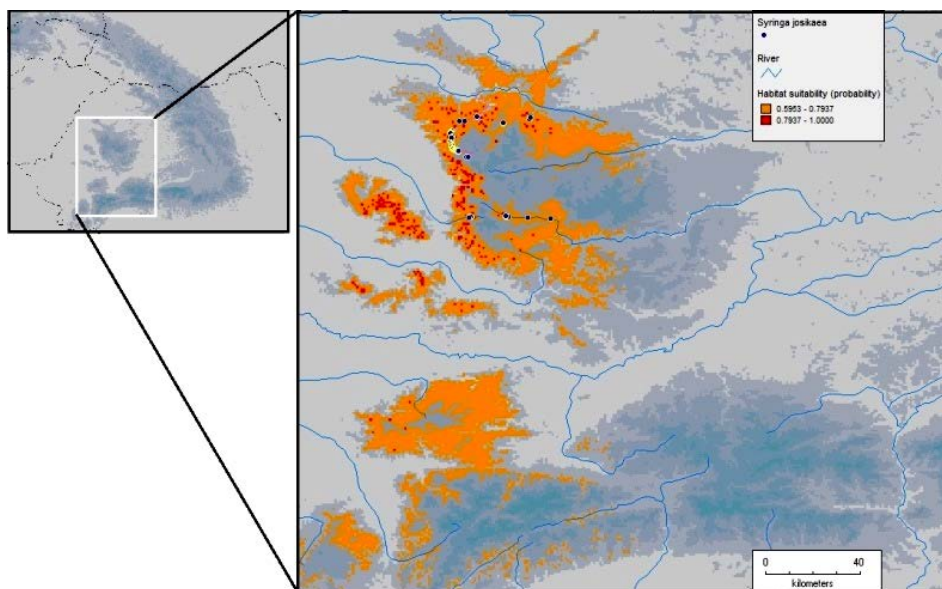 Syringa josikaea
River
Habitat suitability (probability)
0.5963 - 0.7937
0.7937 - 1.0000
0 40
kilometers